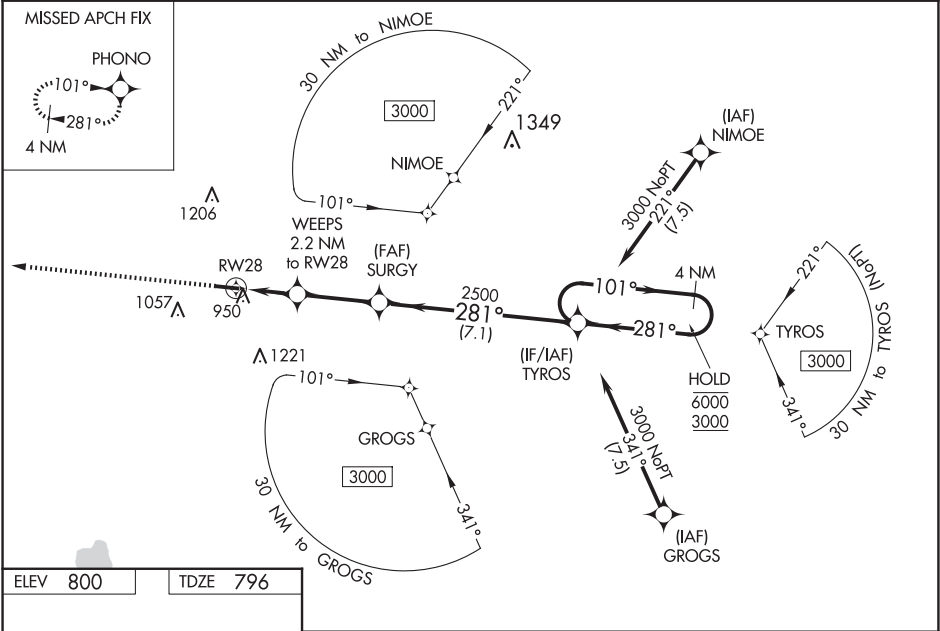 MISSED APCH FIX
PHONO
101°
281°
4 NM
30 NM to NIMOE
3000
221°
1349
NIMOE
101°
(IAF)
NIMOE
3000 NoPT
221°
(7.5)
1206
WEEPS
2.2 NM
to RW28
(FAF)
SURGY
RW28
1057
950
2500
281°
(7.1)
101°
4 NM
281°
(IF/IAF)
TYROS
HOLD
6000
3000
221°
TYROS
3000
341°
30 NM to TYROS (NoPT)
1221
101°
GROGS
3000
341°
30 NM to GROGS
3000 NoPT
341°
(7.5)
(IAF)
GROGS
ELEV 800
TDZE 796